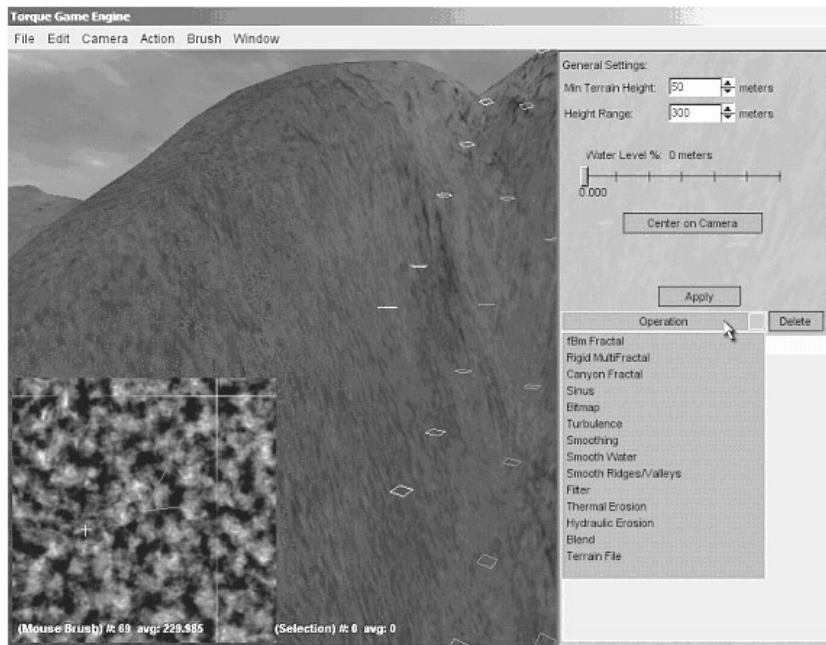 Torque Game Engine
File Edit Camera Action Brush Window
General Settings:
Min Terrain Height: 50 meters
Height Range: 300 meters
Water Level %: 0 meters
0.000
Center on Camera
Apply
Operation Delete
fBm Fractal
Rigid MultiFractal
Canyon Fractal
Sinus
Bitmap
Turbulence
Smoothing
Smooth Water
Smooth Ridges/Valleys
Filter
Thermal Erosion
Hydraulic Erosion
Blend
Terrain File
(Mouse Brush) #: 69 avg: 229.985 (Selection) #: 0 avg: 0